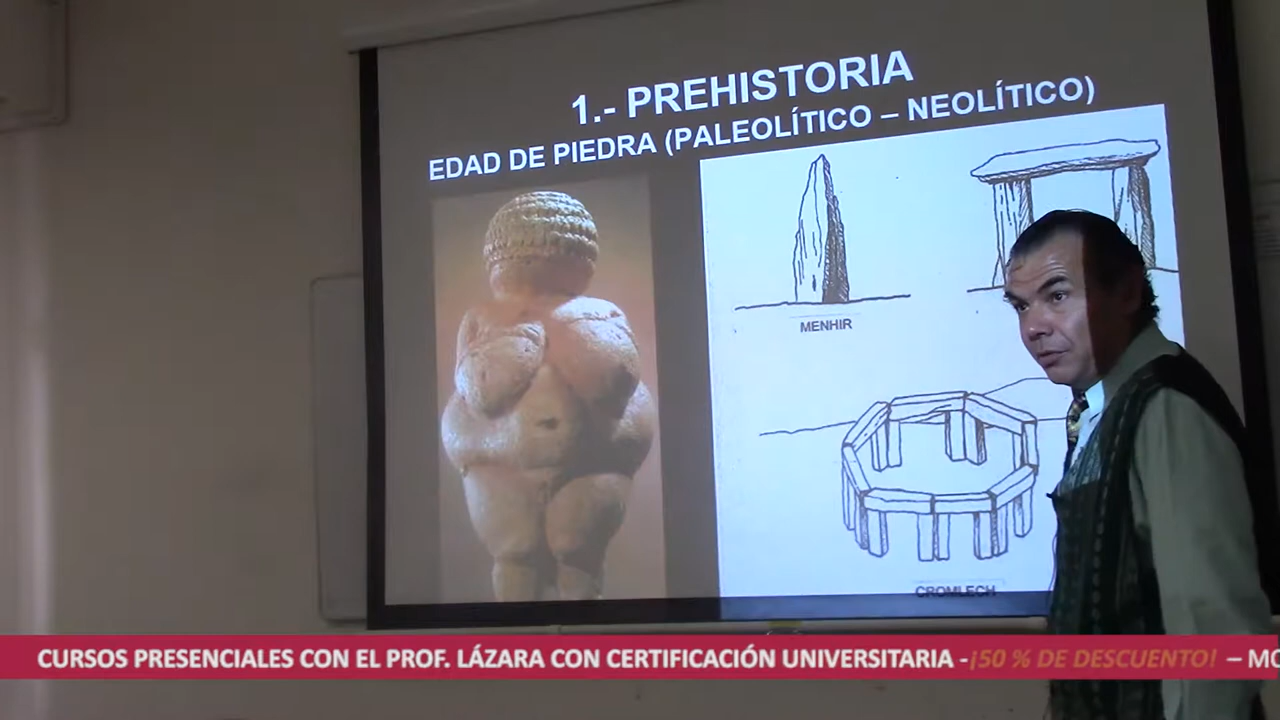 1.- PREHISTORIA
EDAD DE PIEDRA (PALEOLÍTICO – NEOLÍTICO)
MENHIR
CROMLECH
CURSOS PRESENCIALES CON EL PROF. LÁZARA CON CERTIFICACIÓN UNIVERSITARIA -¡50 % DE DESCUENTO! – MO